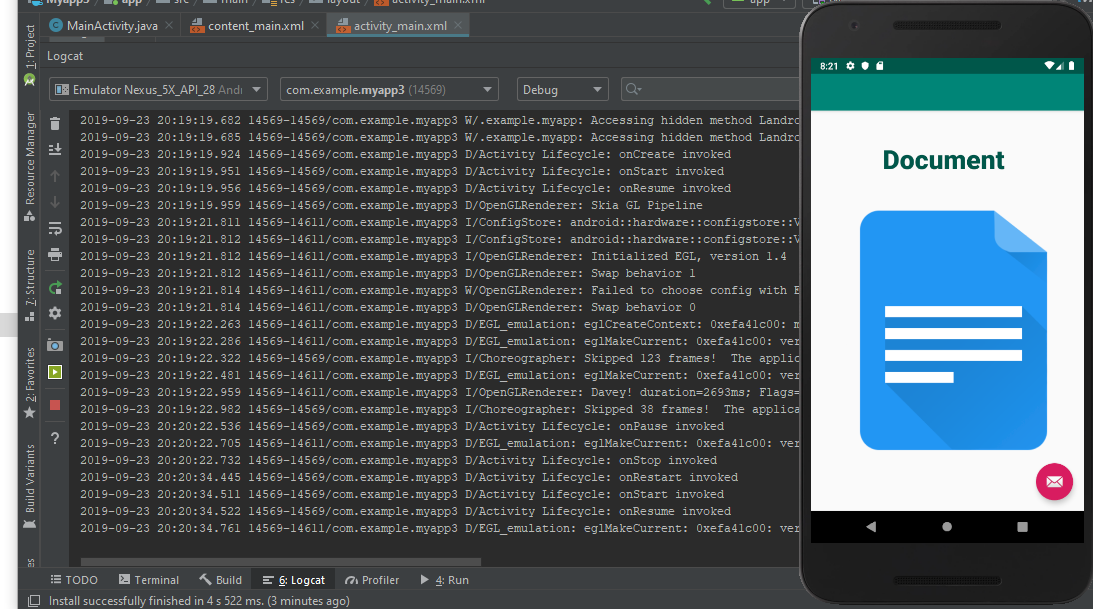 Myapp3 app src main res layout activity_main.xml
MainActivity.java content_main.xml activity_main.xml
Logcat
Emulator Nexus_5X_API_28 Andr com.example.myapp3 (14569) Debug
2019-09-23 20:19:19.682 14569-14569/com.example.myapp3 W/.example.myapp: Accessing hidden method Landro
2019-09-23 20:19:19.685 14569-14569/com.example.myapp3 W/.example.myapp: Accessing hidden method Landro
2019-09-23 20:19:19.924 14569-14569/com.example.myapp3 D/Activity Lifecycle: onCreate invoked
2019-09-23 20:19:19.951 14569-14569/com.example.myapp3 D/Activity Lifecycle: onStart invoked
2019-09-23 20:19:19.956 14569-14569/com.example.myapp3 D/Activity Lifecycle: onResume invoked
2019-09-23 20:19:19.959 14569-14569/com.example.myapp3 D/OpenGLRenderer: Skia GL Pipeline
2019-09-23 20:19:21.811 14569-14611/com.example.myapp3 I/ConfigStore: android::hardware::configstore::V
2019-09-23 20:19:21.812 14569-14611/com.example.myapp3 I/ConfigStore: android::hardware::configstore::V
2019-09-23 20:19:21.812 14569-14611/com.example.myapp3 I/OpenGLRenderer: Initialized EGL, version 1.4
2019-09-23 20:19:21.812 14569-14611/com.example.myapp3 D/OpenGLRenderer: Swap behavior 1
2019-09-23 20:19:21.814 14569-14611/com.example.myapp3 W/OpenGLRenderer: Failed to choose config with E
2019-09-23 20:19:21.814 14569-14611/com.example.myapp3 D/OpenGLRenderer: Swap behavior 0
2019-09-23 20:19:22.263 14569-14611/com.example.myapp3 D/EGL_emulation: eglCreateContext: 0xefa41c00: m
2019-09-23 20:19:22.286 14569-14611/com.example.myapp3 D/EGL_emulation: eglMakeCurrent: 0xefa41c00: ver
2019-09-23 20:19:22.322 14569-14569/com.example.myapp3 I/Choreographer: Skipped 123 frames! The applic
2019-09-23 20:19:22.481 14569-14611/com.example.myapp3 D/EGL_emulation: eglMakeCurrent: 0xefa41c00: ver
2019-09-23 20:19:22.959 14569-14611/com.example.myapp3 I/OpenGLRenderer: Davey! duration=2693ms; Flags=
2019-09-23 20:19:22.982 14569-14569/com.example.myapp3 I/Choreographer: Skipped 38 frames! The applica
2019-09-23 20:20:22.536 14569-14569/com.example.myapp3 D/Activity Lifecycle: onPause invoked
2019-09-23 20:20:22.705 14569-14611/com.example.myapp3 D/EGL_emulation: eglMakeCurrent: 0xefa41c00: ver
2019-09-23 20:20:22.732 14569-14569/com.example.myapp3 D/Activity Lifecycle: onStop invoked
2019-09-23 20:20:34.445 14569-14569/com.example.myapp3 D/Activity Lifecycle: onRestart invoked
2019-09-23 20:20:34.511 14569-14569/com.example.myapp3 D/Activity Lifecycle: onStart invoked
2019-09-23 20:20:34.522 14569-14569/com.example.myapp3 D/Activity Lifecycle: onResume invoked
2019-09-23 20:20:34.761 14569-14611/com.example.myapp3 D/EGL_emulation: eglMakeCurrent: 0xefa41c00: ver
TODO Terminal Build 6: Logcat Profiler 4: Run
Install successfully finished in 4 s 522 ms. (3 minutes ago)
1: Project
Resource Manager
7: Structure
2: Favorites
Build Variants
app
8:21
Document